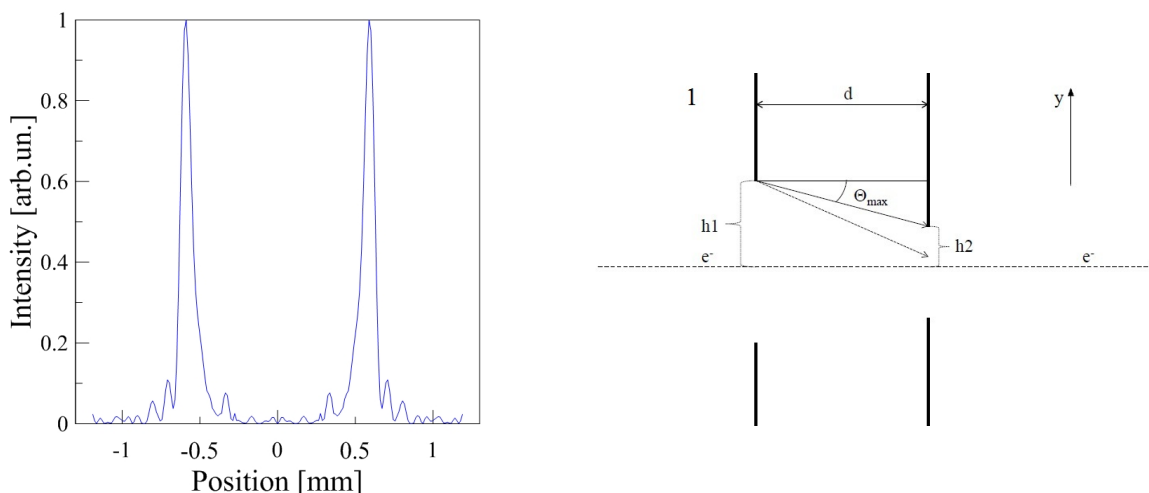 Intensity [arb.un.]
1
0.8
0.6
0.4
0.2
0
-1
-0.5
0
0.5
1
Position [mm]
1
d
y
Θmax
h1
h2
e-
e-